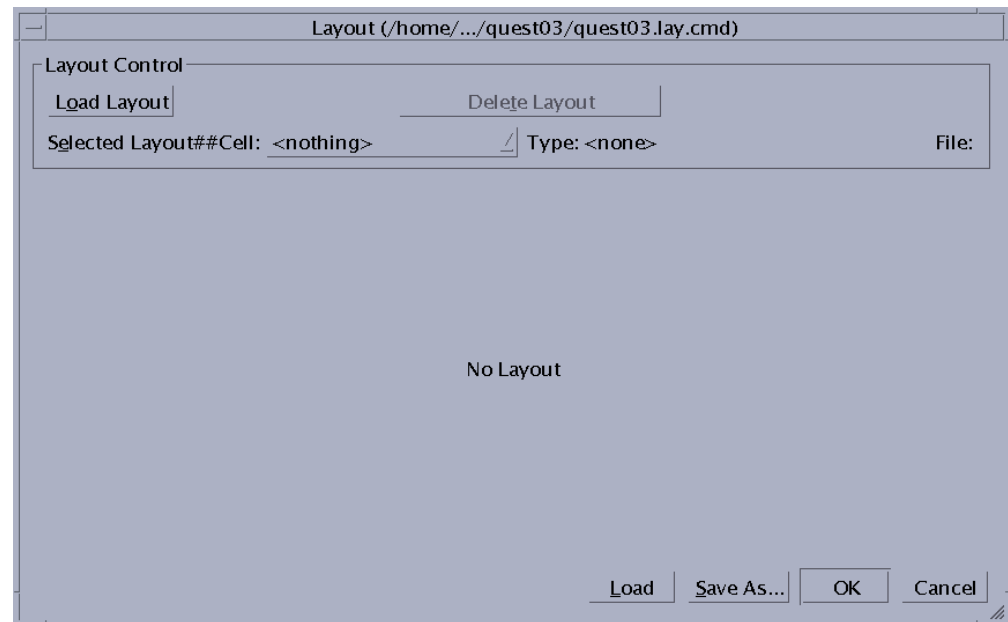 Layout (/home/.../quest03/quest03.lay.cmd)
Layout Control
Load Layout Delete Layout
Selected Layout##Cell: <nothing> Type: <none> File:
No Layout
Load Save As... OK Cancel